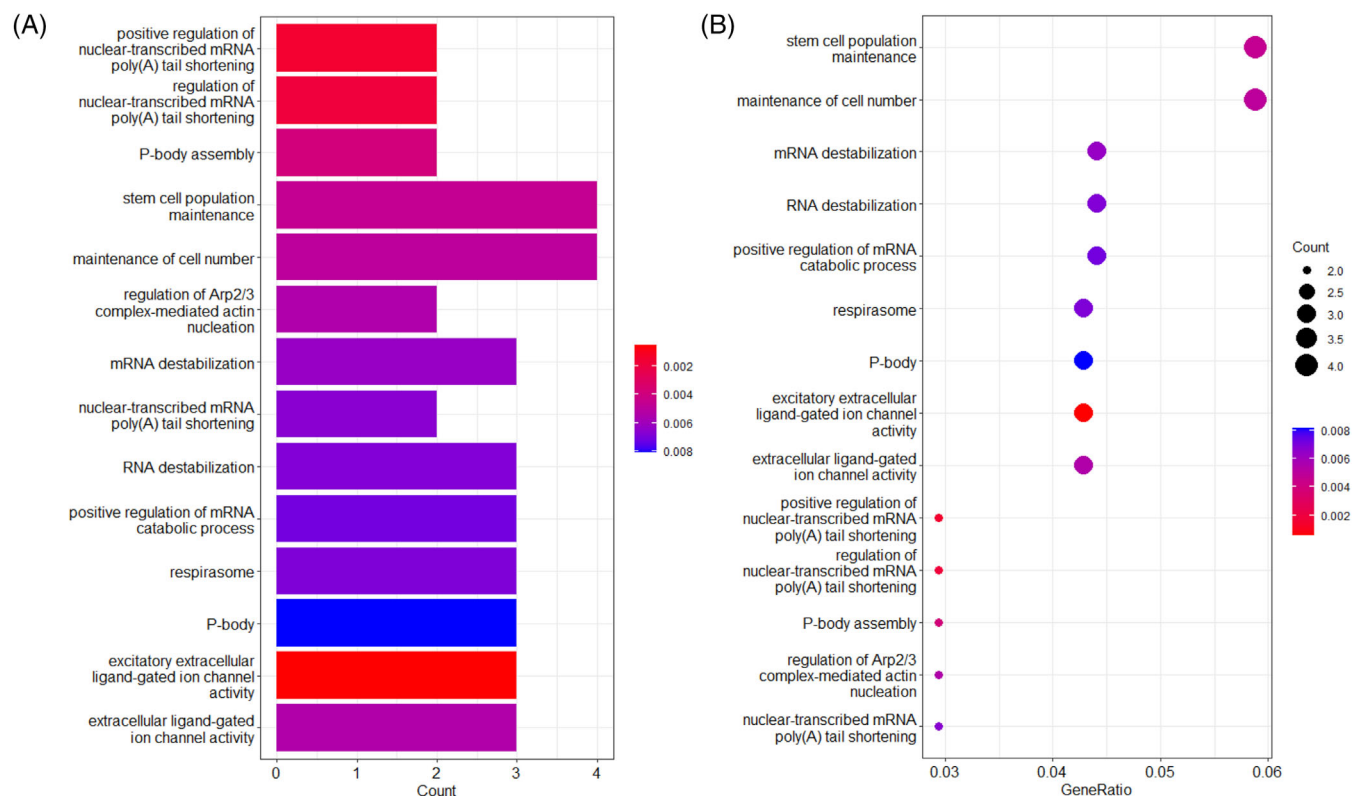 (A)
positive regulation of
nuclear-transcribed mRNA
poly(A) tail shortening
regulation of
nuclear-transcribed mRNA
poly(A) tail shortening
P-body assembly
stem cell population
maintenance
maintenance of cell number
regulation of Arp2/3
complex-mediated actin
nucleation
mRNA destabilization
nuclear-transcribed mRNA
poly(A) tail shortening
RNA destabilization
positive regulation of mRNA
catabolic process
respirasome
P-body
excitatory extracellular
ligand-gated ion channel
activity
extracellular ligand-gated
ion channel activity
0 1 2 3 4
Count
0.002
0.004
0.006
0.008
(B)
stem cell population
maintenance
maintenance of cell number
mRNA destabilization
RNA destabilization
positive regulation of mRNA
catabolic process
respirasome
P-body
excitatory extracellular
ligand-gated ion channel
activity
extracellular ligand-gated
ion channel activity
positive regulation of
nuclear-transcribed mRNA
poly(A) tail shortening
regulation of
nuclear-transcribed mRNA
poly(A) tail shortening
P-body assembly
regulation of Arp2/3
complex-mediated actin
nucleation
nuclear-transcribed mRNA
poly(A) tail shortening
0.03 0.04 0.05 0.06
GeneRatio
Count
2.0
2.5
3.0
3.5
4.0
0.008
0.006
0.004
0.002